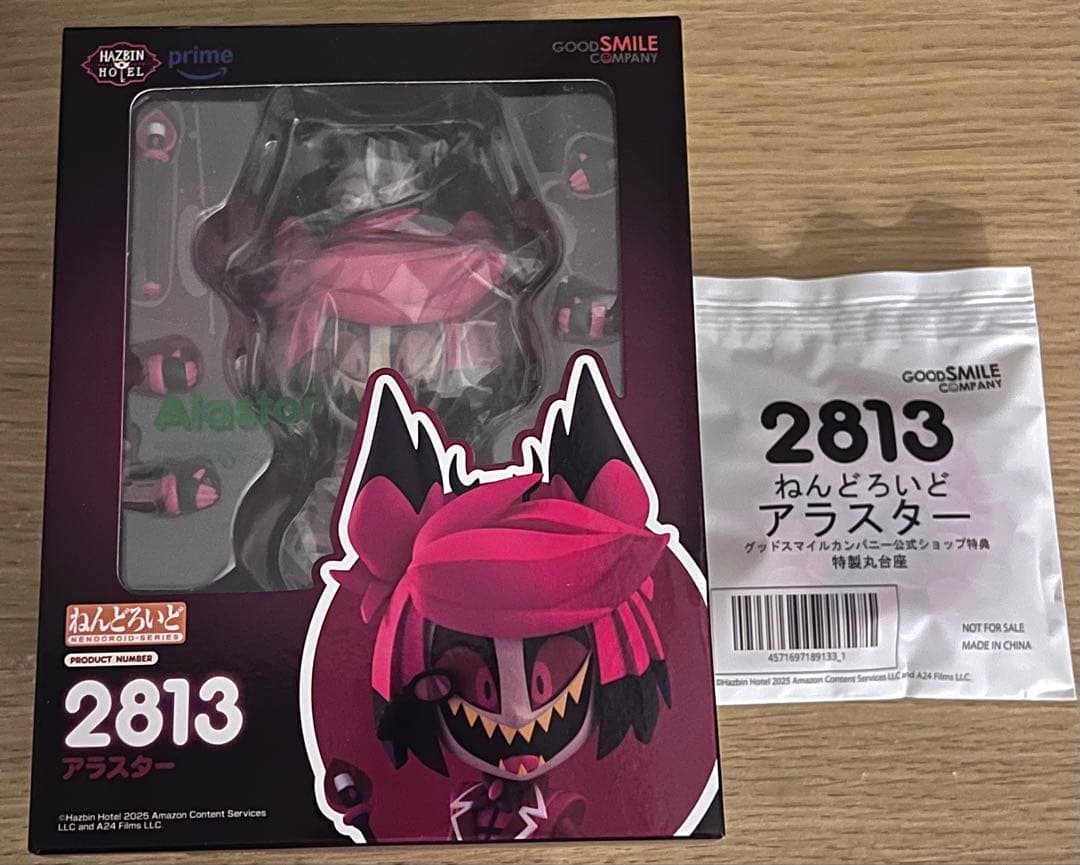 HAZBIN
HOTEL
prime
GOOD SMILE
COMPANY
Alastor
ねんどろいど
NENDOROID-SERIES
PRODUCT NUMBER
2813
アラスター
©Hazbin Hotel 2025 Amazon Content Services
LLC and A24 Films LLC.
GOOD SMILE
COMPANY
2813
ねんどろいど
アラスター
グッドスマイルカンパニー公式ショップ特典
特製丸台座
4571697189133_1
NOT FOR SALE
MADE IN CHINA
©Hazbin Hotel 2025 Amazon Content Services LLC and A24 Films LLC.